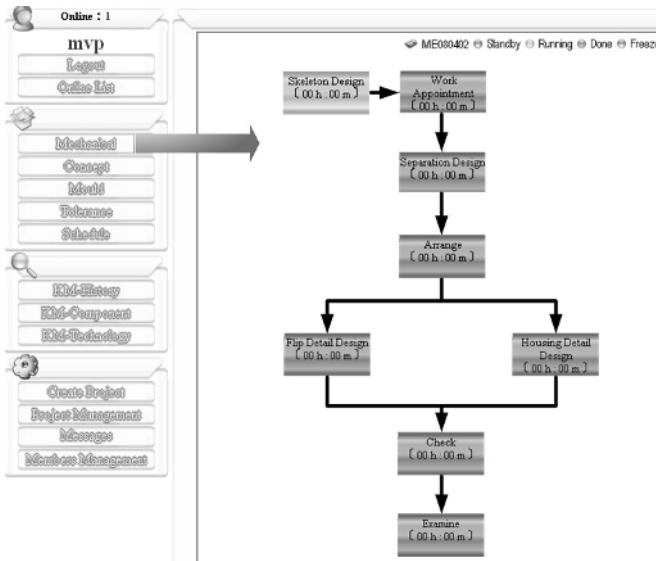 Online : 1
mvp
Logout
Online List
Mechanical
Concept
Mould
Tolerance
Schedule
KM-History
KM-Component
KM-Technology
Create Project
Project Management
Messages
Members Management
ME080402 Standby Running Done Freeze
Skeleton Design
[ 00 h : 00 m ]
Work
Appointment
[ 00 h : 00 m ]
Separation Design
[ 00 h : 00 m ]
Arrange
[ 00 h : 00 m ]
Flip Detail Design
[ 00 h : 00 m ]
Housing Detail
Design
[ 00 h : 00 m ]
Check
[ 00 h : 00 m ]
Examine
[ 00 h : 00 m ]